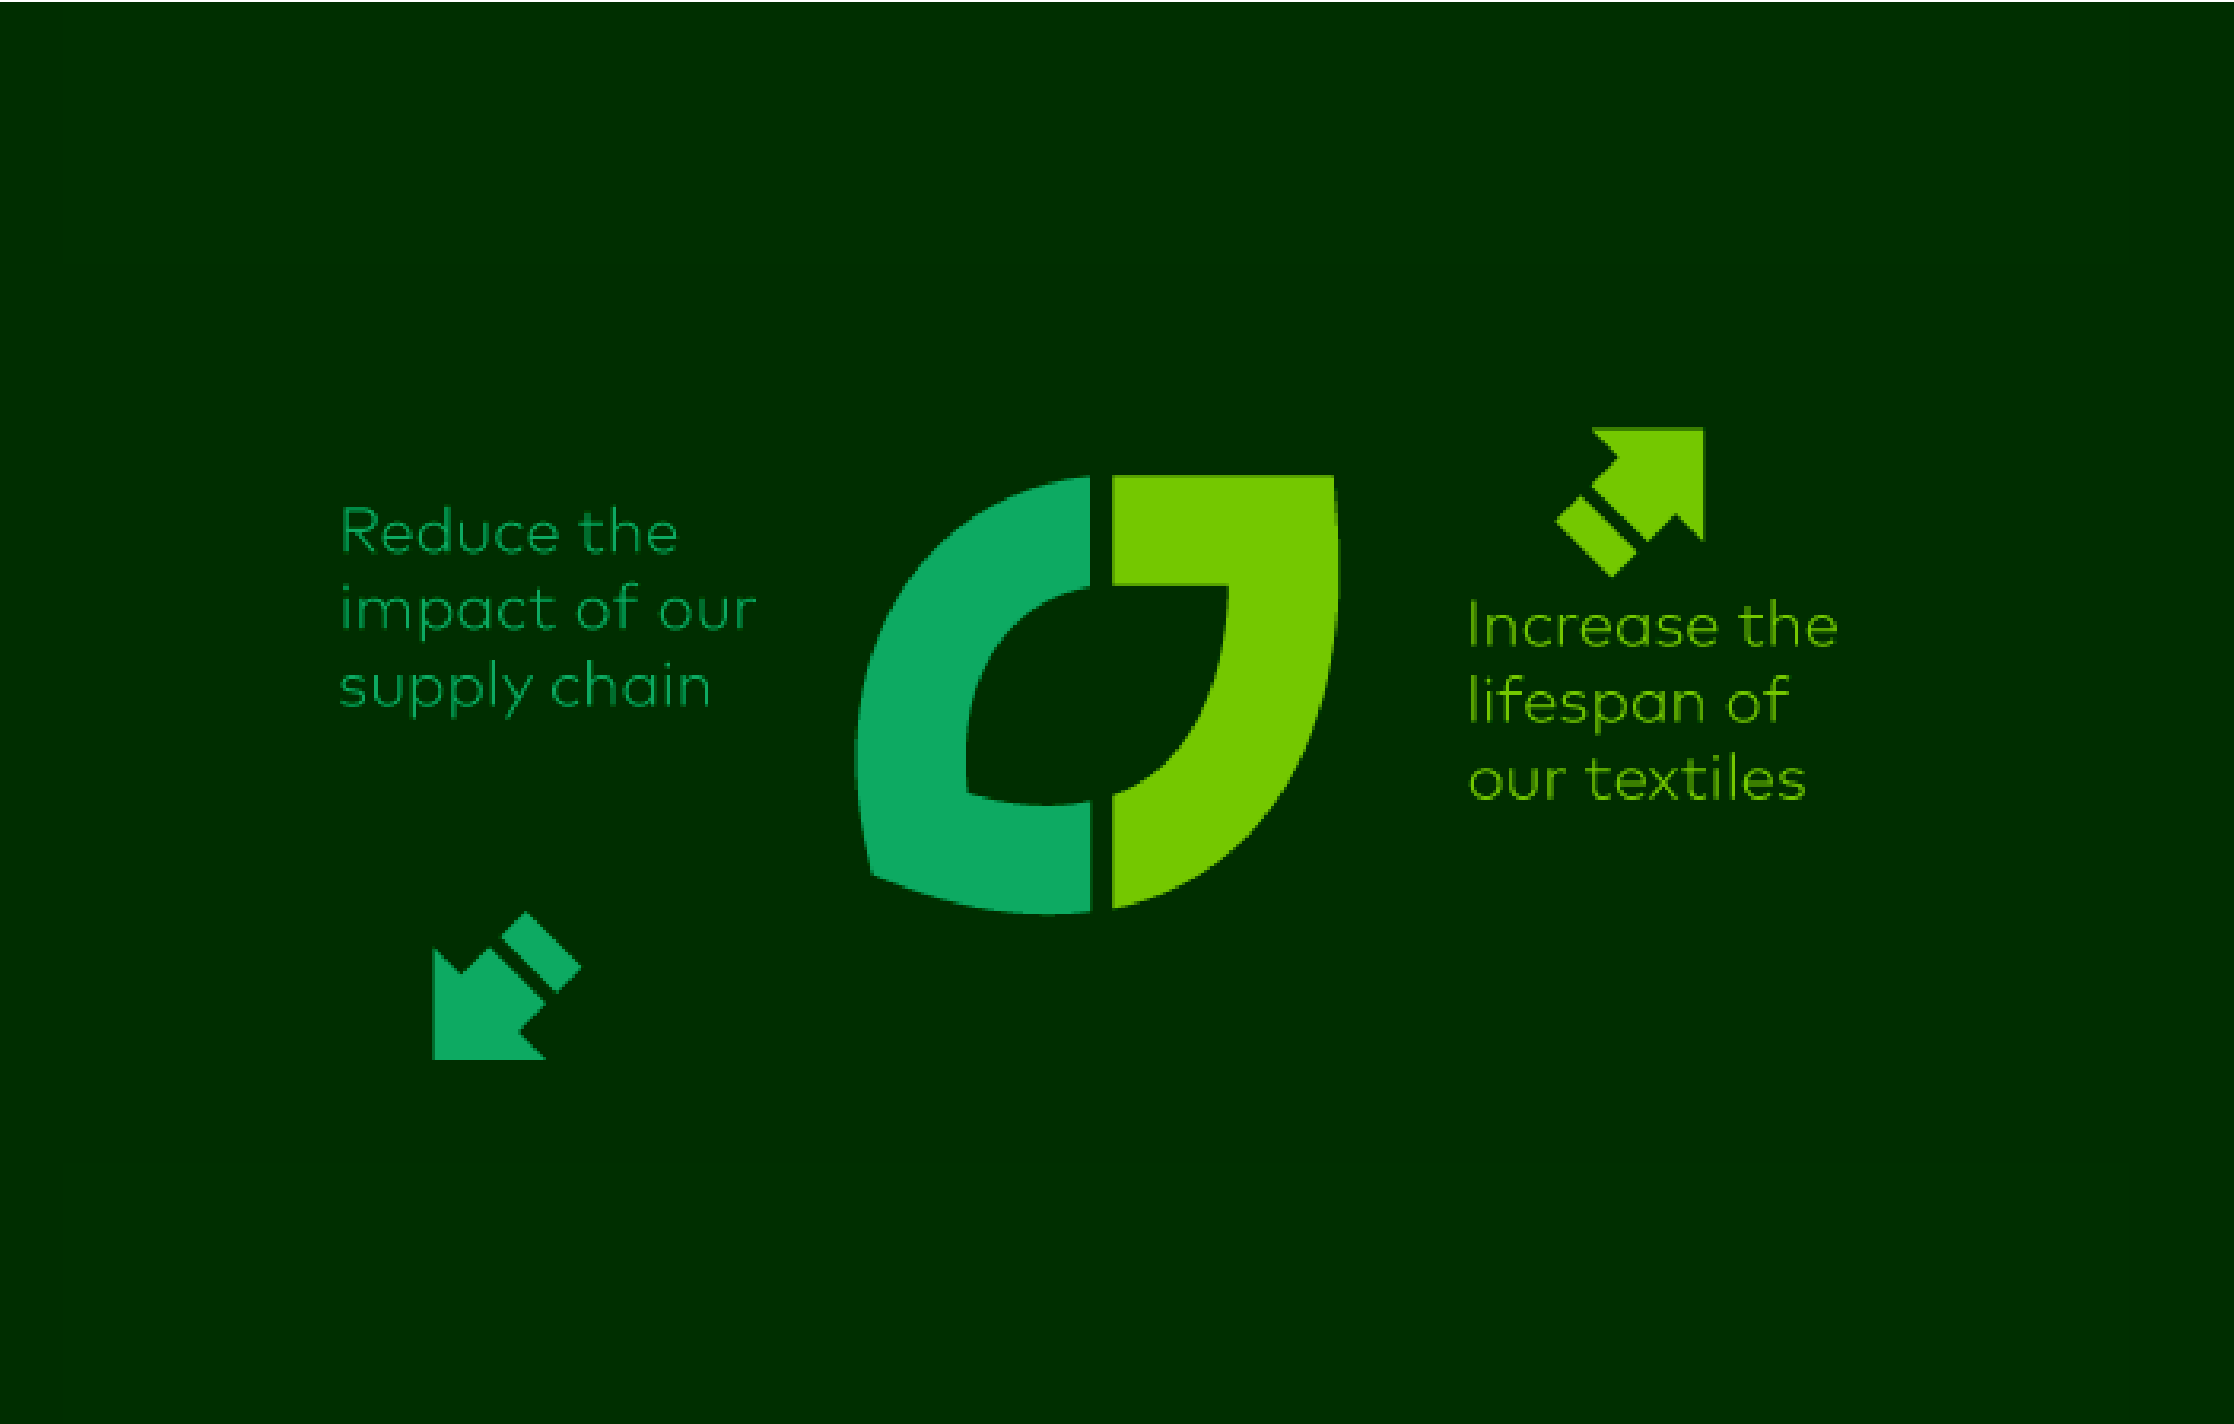 Reduce the
impact of our
supply chain
Increase the
lifespan of
our textiles